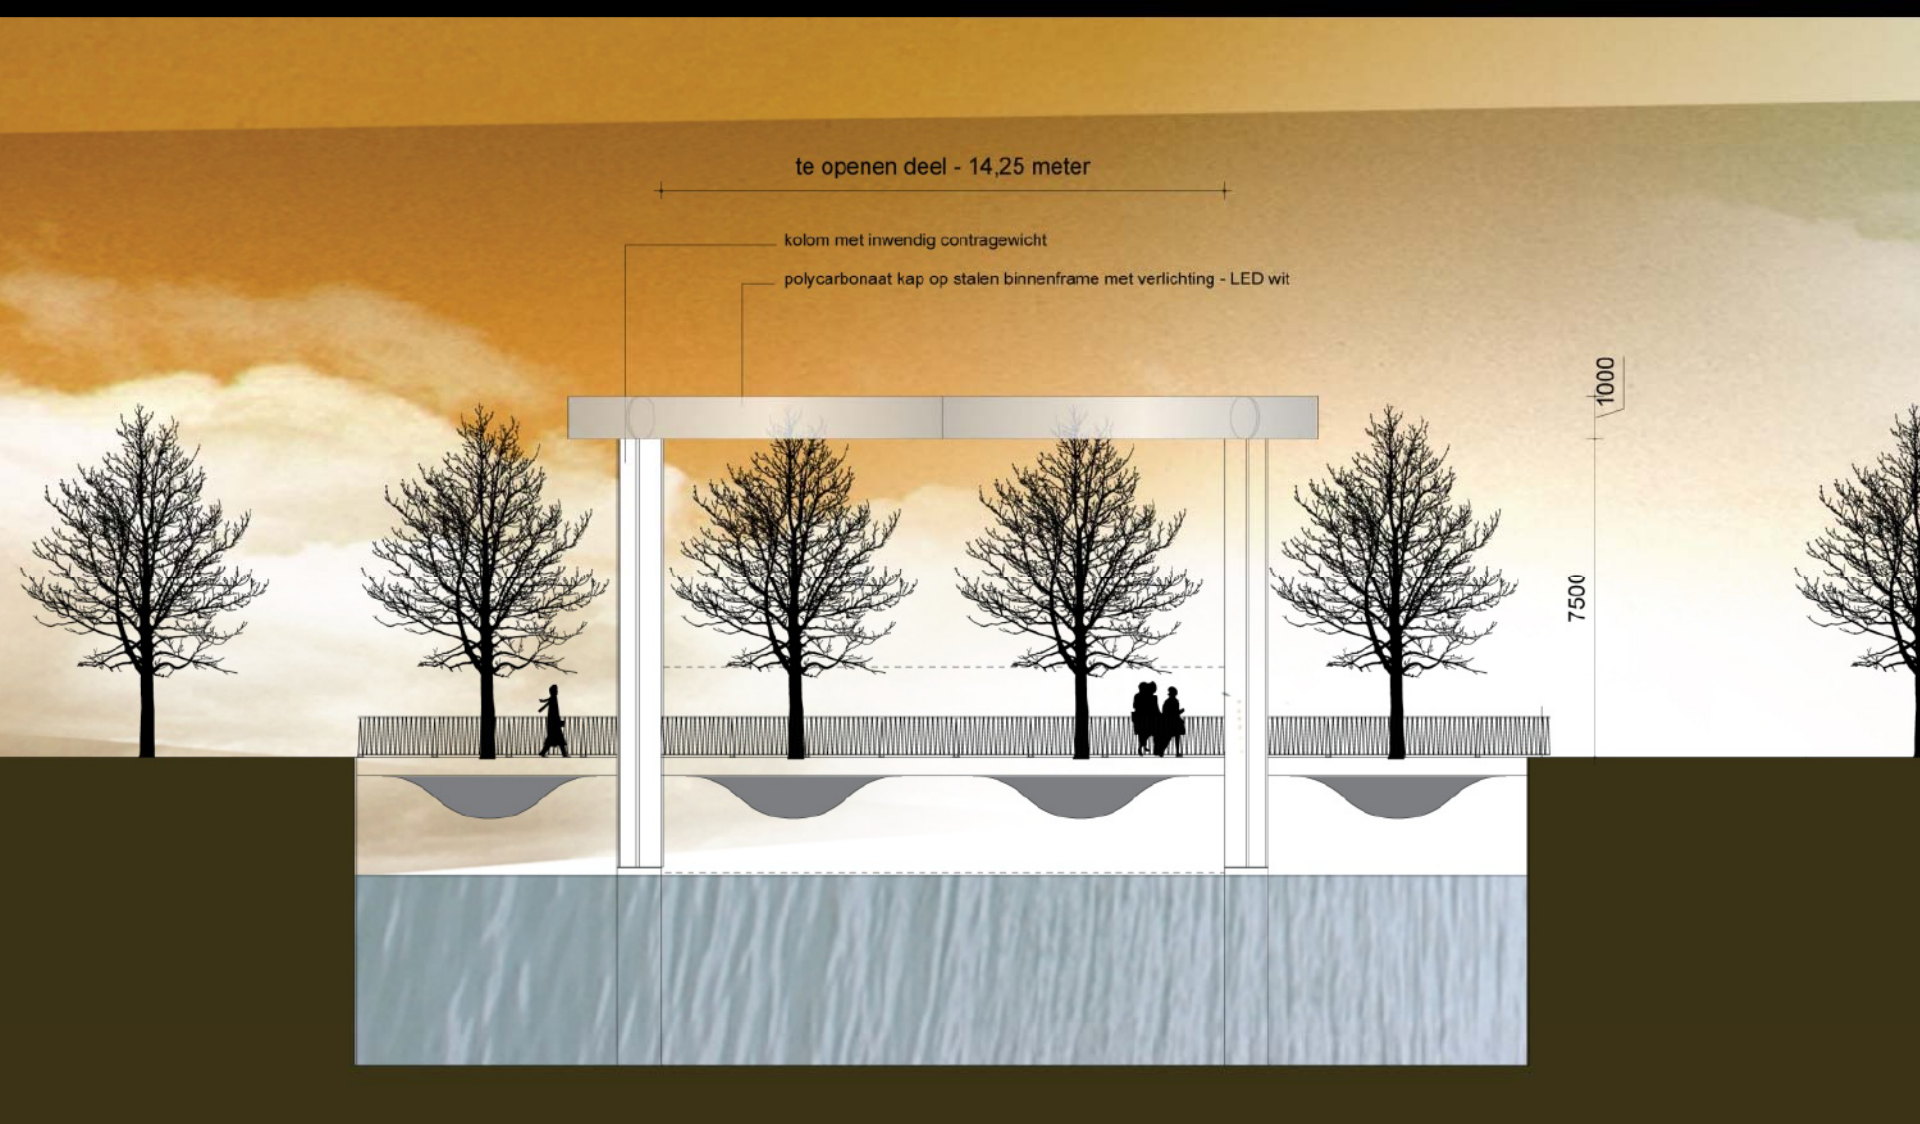 te openen deel - 14,25 meter
kolom met inwendig contragewicht
polycarbonaat kap op stalen binnenframe met verlichting - LED wit
1000
7500